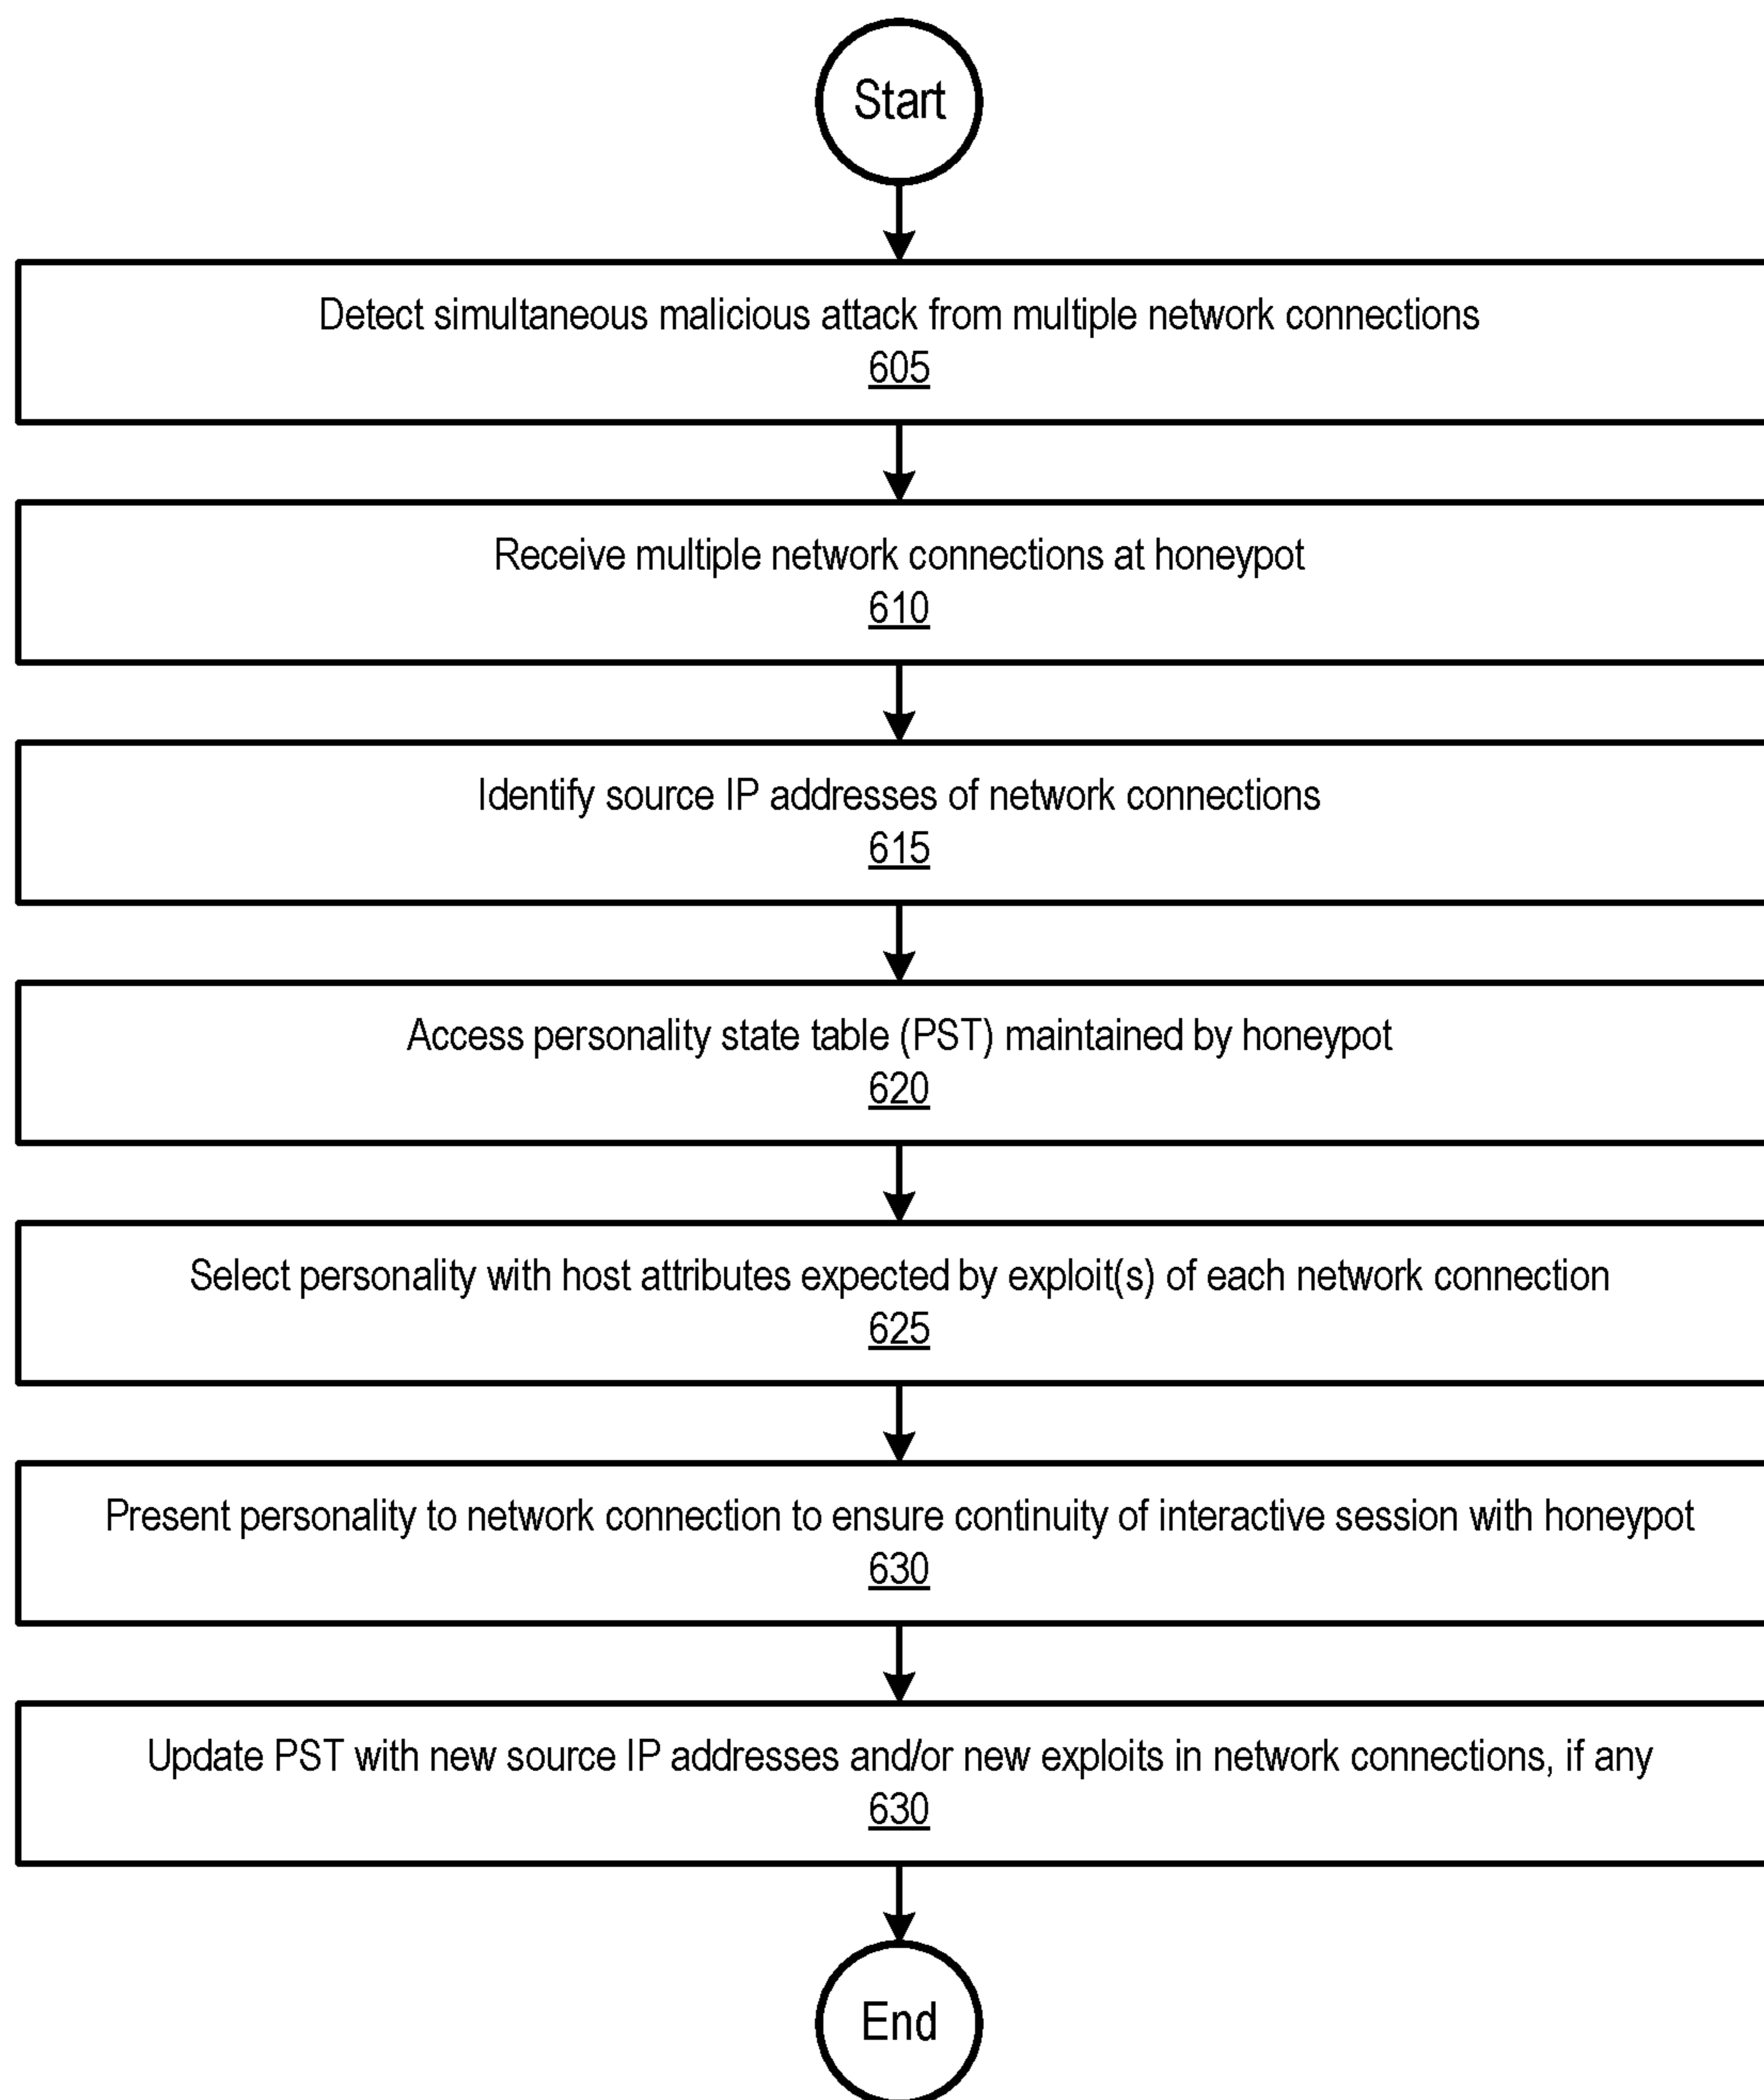 Start
Detect simultaneous malicious attack from multiple network connections
605
Receive multiple network connections at honeypot
610
Identify source IP addresses of network connections
615
Access personality state table (PST) maintained by honeypot
620
Select personality with host attributes expected by exploit(s) of each network connection
625
Present personality to network connection to ensure continuity of interactive session with honeypot
630
Update PST with new source IP addresses and/or new exploits in network connections, if any
630
End